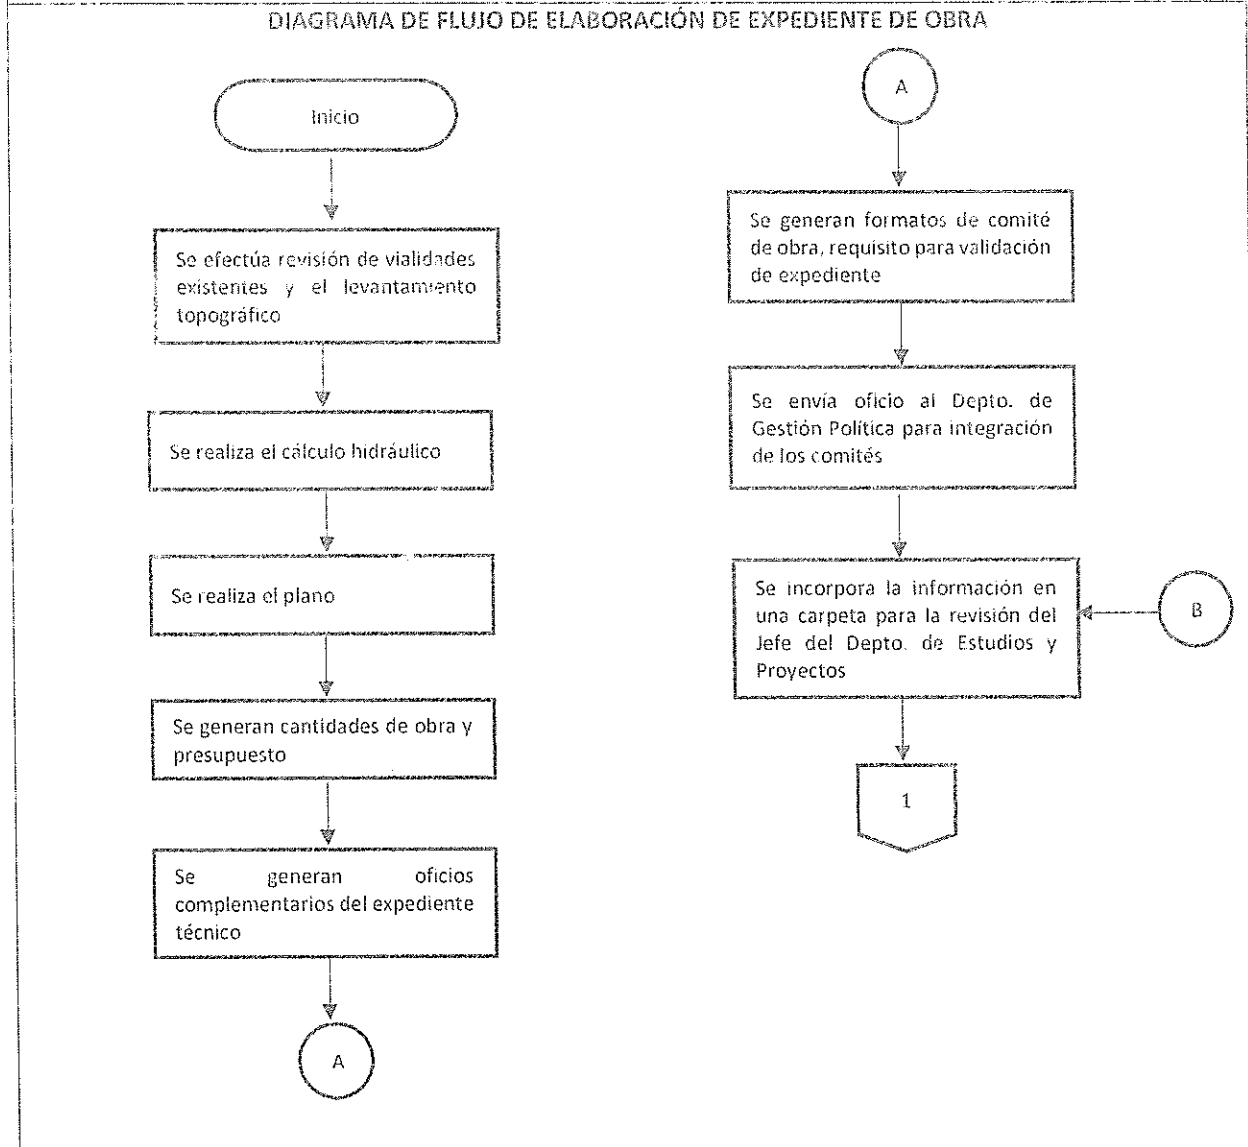 DIAGRAMA DE FLUJO DE ELABORACIÓN DE EXPEDIENTE DE OBRA
Inicio
Se efectúa revisión de vialidades
existentes y el levantamiento
topográfico
Se realiza el cálculo hidráulico
Se realiza el plano
Se generan cantidades de obra y
presupuesto
Se generan oficios
complementarios del expediente
técnico
A
A
Se generan formatos de comité
de obra, requisito para validación
de expediente
Se envía oficio al Depto. de
Gestión Política para integración
de los comités
Se incorpora la información en
una carpeta para la revisión del
Jefe del Depto. de Estudios y
Proyectos
B
1